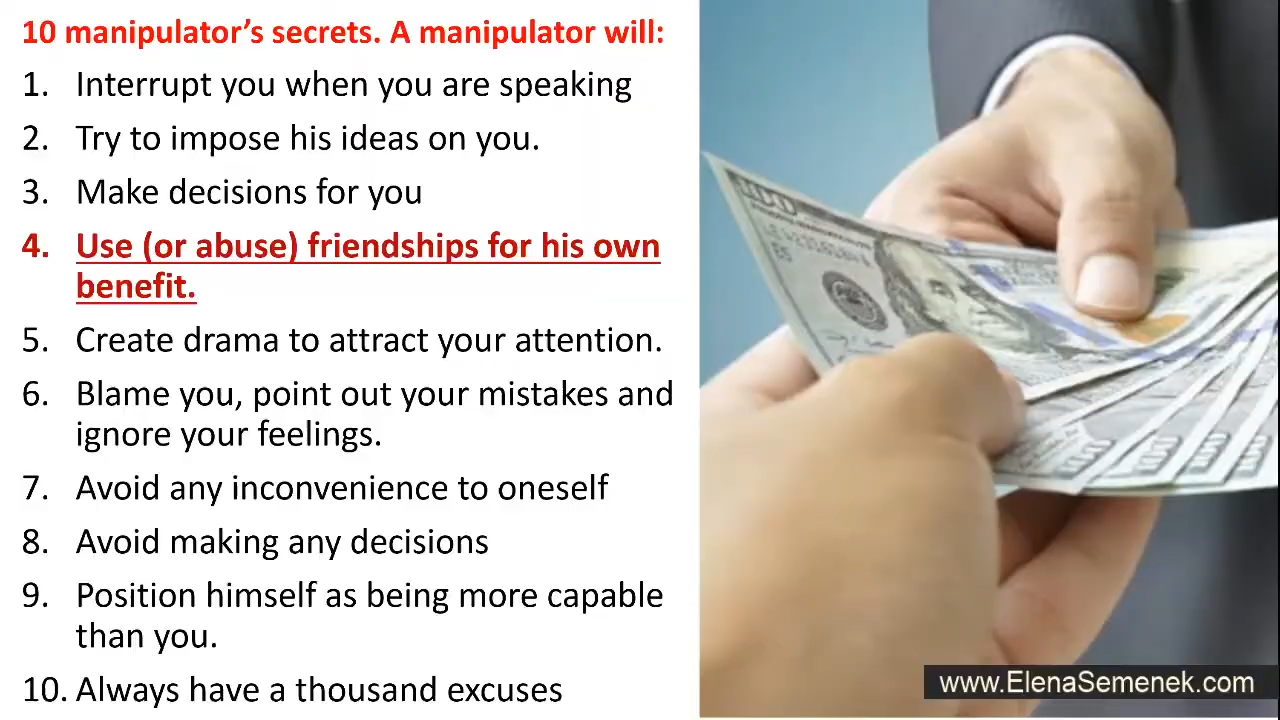 10 manipulator’s secrets. A manipulator will:
1. Interrupt you when you are speaking
2. Try to impose his ideas on you.
3. Make decisions for you
4. Use (or abuse) friendships for his own
benefit.
5. Create drama to attract your attention.
6. Blame you, point out your mistakes and
ignore your feelings.
7. Avoid any inconvenience to oneself
8. Avoid making any decisions
9. Position himself as being more capable
than you.
10. Always have a thousand excuses
100
100
100
100
www.ElenaSemenek.com